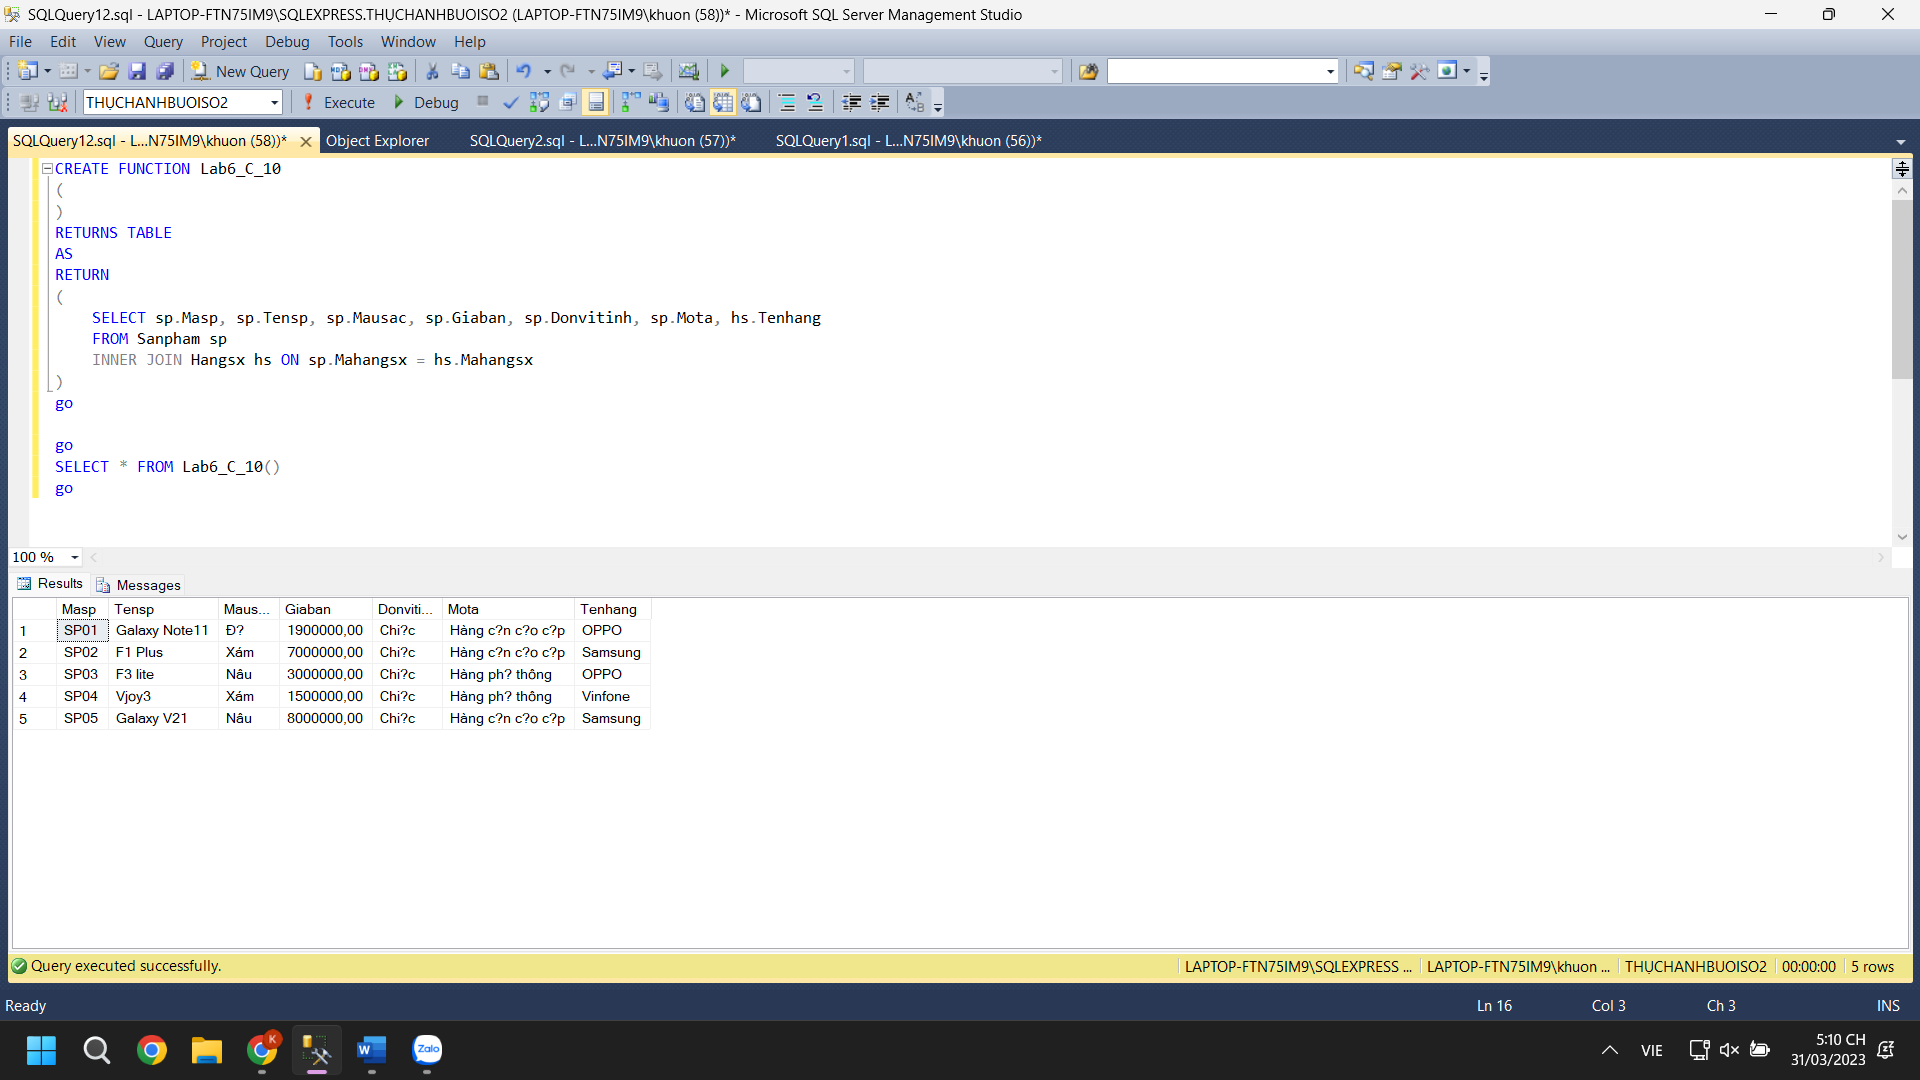 SQLQuery12.sql - LAPTOP-FTN75IM9\SQLEXPRESS.THỤCHANHBUOISO2 (LAPTOP-FTN75IM9\khuon (58))* - Microsoft SQL Server Management Studio
File Edit View Query Project Debug Tools Window Help
New Query
THỤCHANHBUOISO2 Execute Debug
SQLQuery12.sql - L...N75IM9\khuon (58))* Object Explorer SQLQuery2.sql - L...N75IM9\khuon (57))* SQLQuery1.sql - L...N75IM9\khuon (56))*
CREATE FUNCTION Lab6_C_10
(
)
RETURNS TABLE
AS
RETURN
(
SELECT sp.Masp, sp.Tensp, sp.Mausac, sp.Giaban, sp.Donvitinh, sp.Mota, hs.Tenhang
FROM Sanpham sp
INNER JOIN Hangsx hs ON sp.Mahangsx = hs.Mahangsx
)
go
go
SELECT * FROM Lab6_C_10()
go
100 %
Results Messages
Masp Tensp Maus... Giaban Donviti... Mota Tenhang
1 SP01 Galaxy Note11 Đ? 1900000,00 Chi?c Hàng c?n c?o c?p OPPO
2 SP02 F1 Plus Xám 7000000,00 Chi?c Hàng c?n c?o c?p Samsung
3 SP03 F3 lite Nâu 3000000,00 Chi?c Hàng ph? thông OPPO
4 SP04 Vjoy3 Xám 1500000,00 Chi?c Hàng ph? thông Vinfone
5 SP05 Galaxy V21 Nâu 8000000,00 Chi?c Hàng c?n c?o c?p Samsung
Query executed successfully. LAPTOP-FTN75IM9\SQLEXPRESS ... LAPTOP-FTN75IM9\khuon ... THỤCHANHBUOISO2 00:00:00 5 rows
Ready Ln 16 Col 3 Ch 3 INS
K W Zalo VIE 5:10 CH
31/03/2023